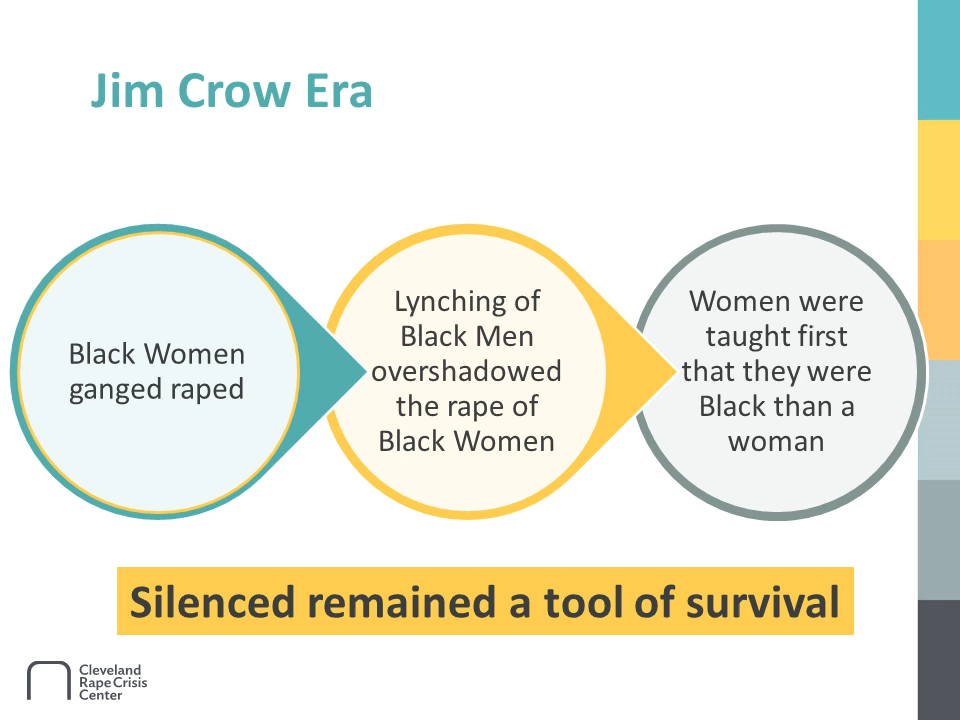 Jim Crow Era
Black Women
ganged raped
Lynching of
Black Men
overshadowed
the rape of
Black Women
Women were
taught first
that they were
Black than a
woman
Silenced remained a tool of survival
Cleveland
Rape Crisis
Center